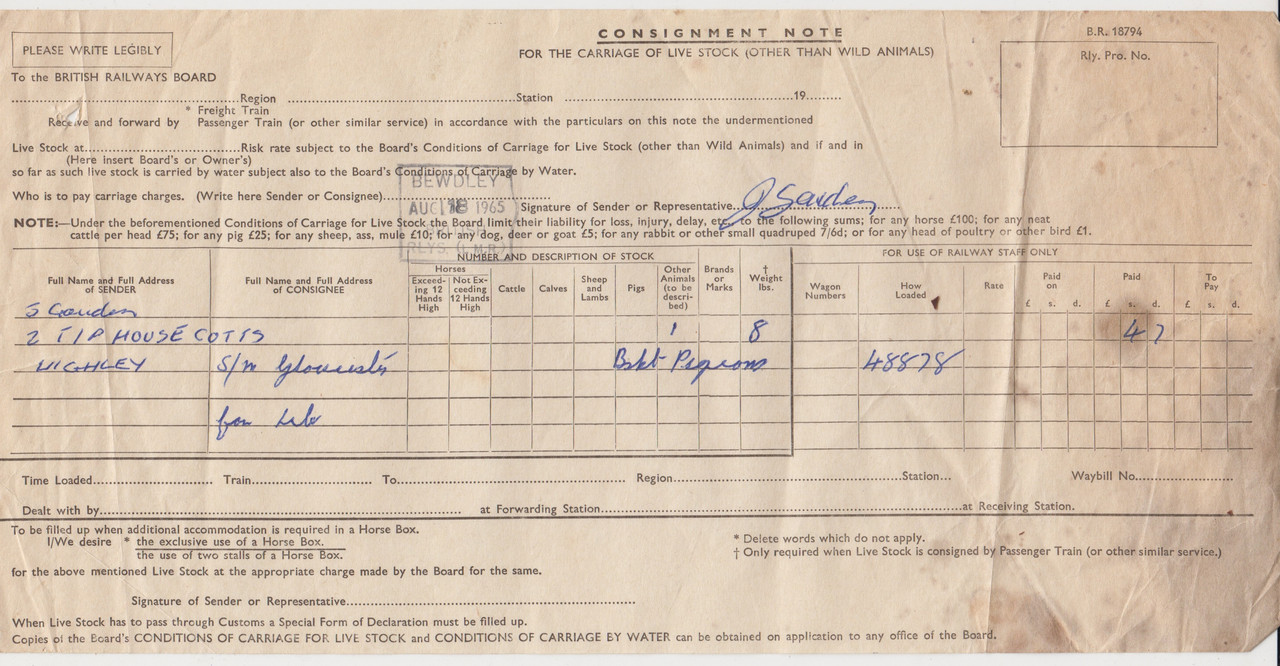 CONSIGNMENT NOTE
B.R. 18794
PLEASE WRITE LEGIBLY
FOR THE CARRIAGE OF LIVE STOCK (OTHER THAN WILD ANIMALS)
Rly. Pro. No.
To the BRITISH RAILWAYS BOARD
Region Station 19
* Freight Train
Receive and forward by Passenger Train (or other similar service) in accordance with the particulars on this note the undermentioned
Live Stock at Risk rate subject to the Board's Conditions of Carriage for Live Stock (other than Wild Animals) and if and in
(Here insert Board's or Owner's)
so far as such live stock is carried by water subject also to the Board's Conditions of Carriage by Water.
BEWDLEY
Who is to pay carriage charges. (Write here Sender or Consignee)
AUG 18 1965
Signature of Sender or Representative
NOTE:—Under the beforementioned Conditions of Carriage for Live Stock the Board limit their liability for loss, injury, delay, etc., to the following sums; for any horse £100; for any neat
cattle per head £75; for any pig £25; for any sheep, ass, mule £10; for any dog, deer or goat £5; for any rabbit or other small quadruped 7/6d; or for any head of poultry or other bird £1.
RLYS. (L.M.R.)
NUMBER AND DESCRIPTION OF STOCK
FOR USE OF RAILWAY STAFF ONLY
Full Name and Full Address of SENDER
Full Name and Full Address of CONSIGNEE
Horses
Exceeding 12 Hands High
Not Exceeding 12 Hands High
Cattle
Calves
Sheep and Lambs
Pigs
Other Animals (to be described)
Brands or Marks
† Weight lbs.
Wagon Numbers
How Loaded
Rate
Paid on
£ s. d.
Paid
£ s. d.
To Pay
£ s. d.
2 TIP HOUSE COTTS 1 8 4 7
HIGHLEY S/m Gloucester Bskt Pigeons 48878
for Lib
Time Loaded Train To Region Station Waybill No.
Dealt with by at Forwarding Station at Receiving Station.
To be filled up when additional accommodation is required in a Horse Box.
I/We desire * the exclusive use of a Horse Box.
the use of two stalls of a Horse Box.
* Delete words which do not apply.
† Only required when Live Stock is consigned by Passenger Train (or other similar service.)
for the above mentioned Live Stock at the appropriate charge made by the Board for the same.
Signature of Sender or Representative
When Live Stock has to pass through Customs a Special Form of Declaration must be filled up.
Copies of the Board's CONDITIONS OF CARRIAGE FOR LIVE STOCK and CONDITIONS OF CARRIAGE BY WATER can be obtained on application to any office of the Board.